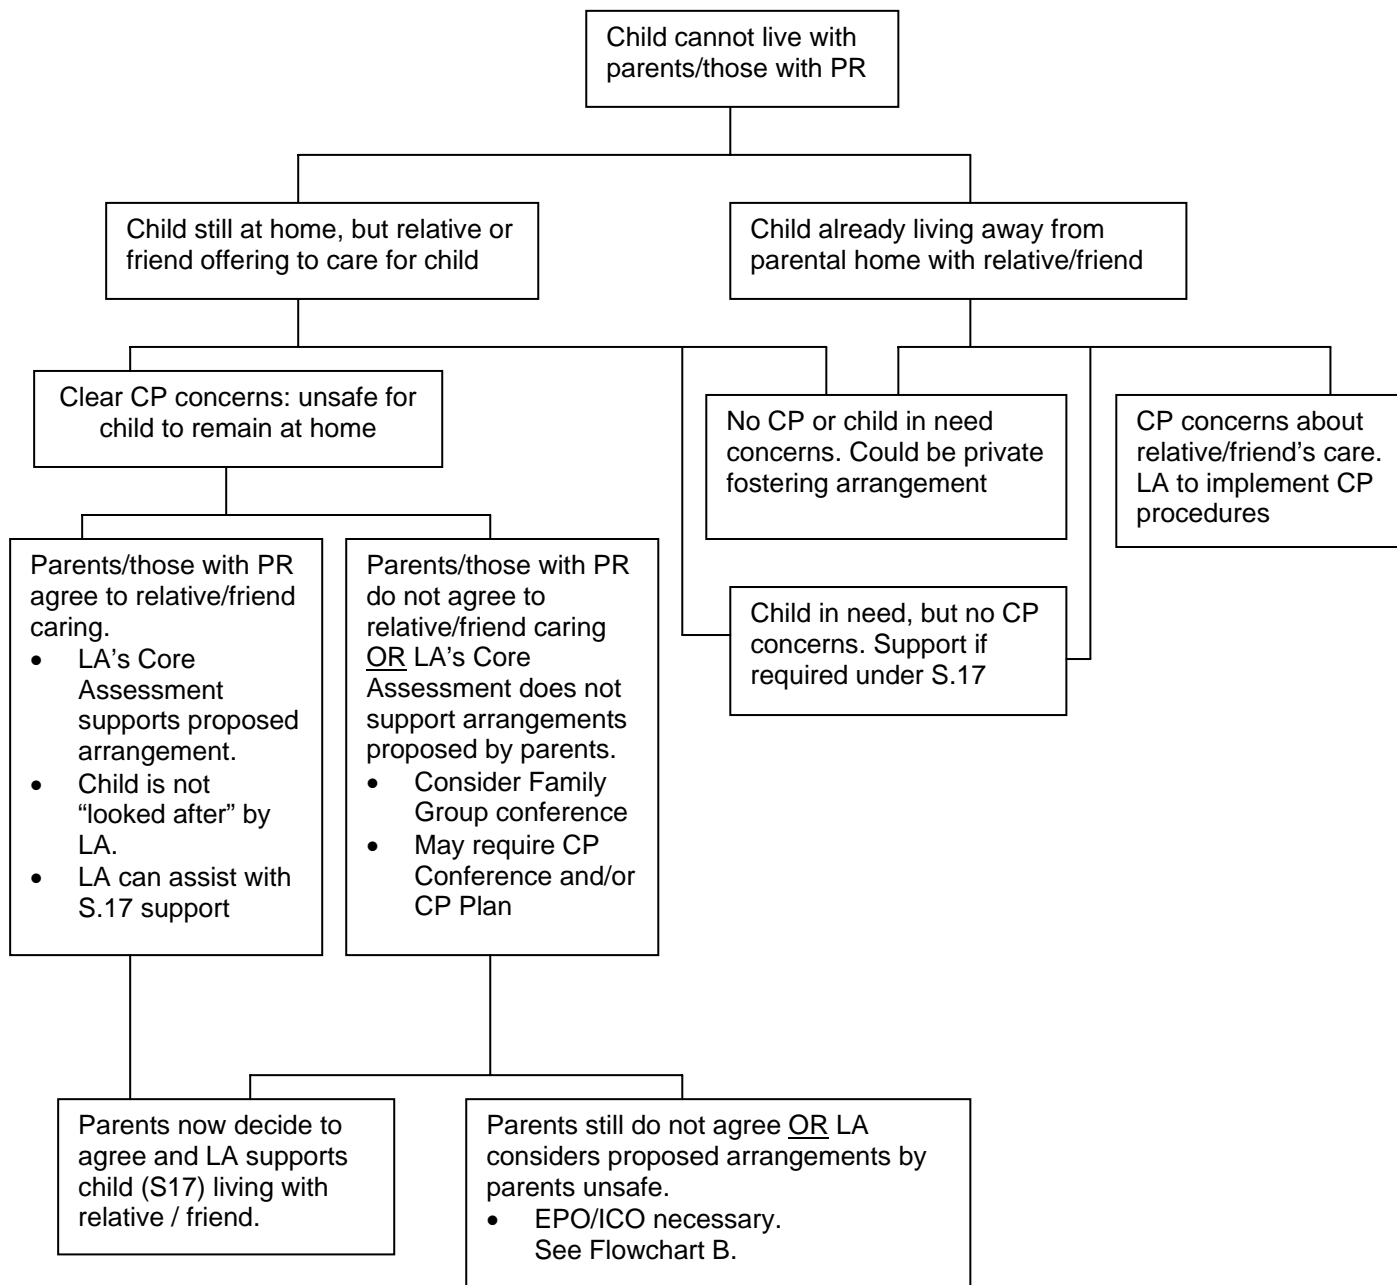 Child cannot live with
parents/those with PR
Child still at home, but relative or
friend offering to care for child
Child already living away from
parental home with relative/friend
Clear CP concerns: unsafe for
child to remain at home
No CP or child in need
concerns. Could be private
fostering arrangement
CP concerns about
relative/friend’s care.
LA to implement CP
procedures
Parents/those with PR
agree to relative/friend
caring.
• LA’s Core
Assessment
supports proposed
arrangement.
• Child is not
“looked after” by
LA.
• LA can assist with
S.17 support
Parents/those with PR
do not agree to
relative/friend caring
OR LA’s Core
Assessment does not
support arrangements
proposed by parents.
• Consider Family
Group conference
• May require CP
Conference and/or
CP Plan
Child in need, but no CP
concerns. Support if
required under S.17
Parents now decide to
agree and LA supports
child (S17) living with
relative / friend.
Parents still do not agree OR LA
considers proposed arrangements by
parents unsafe.
• EPO/ICO necessary.
See Flowchart B.